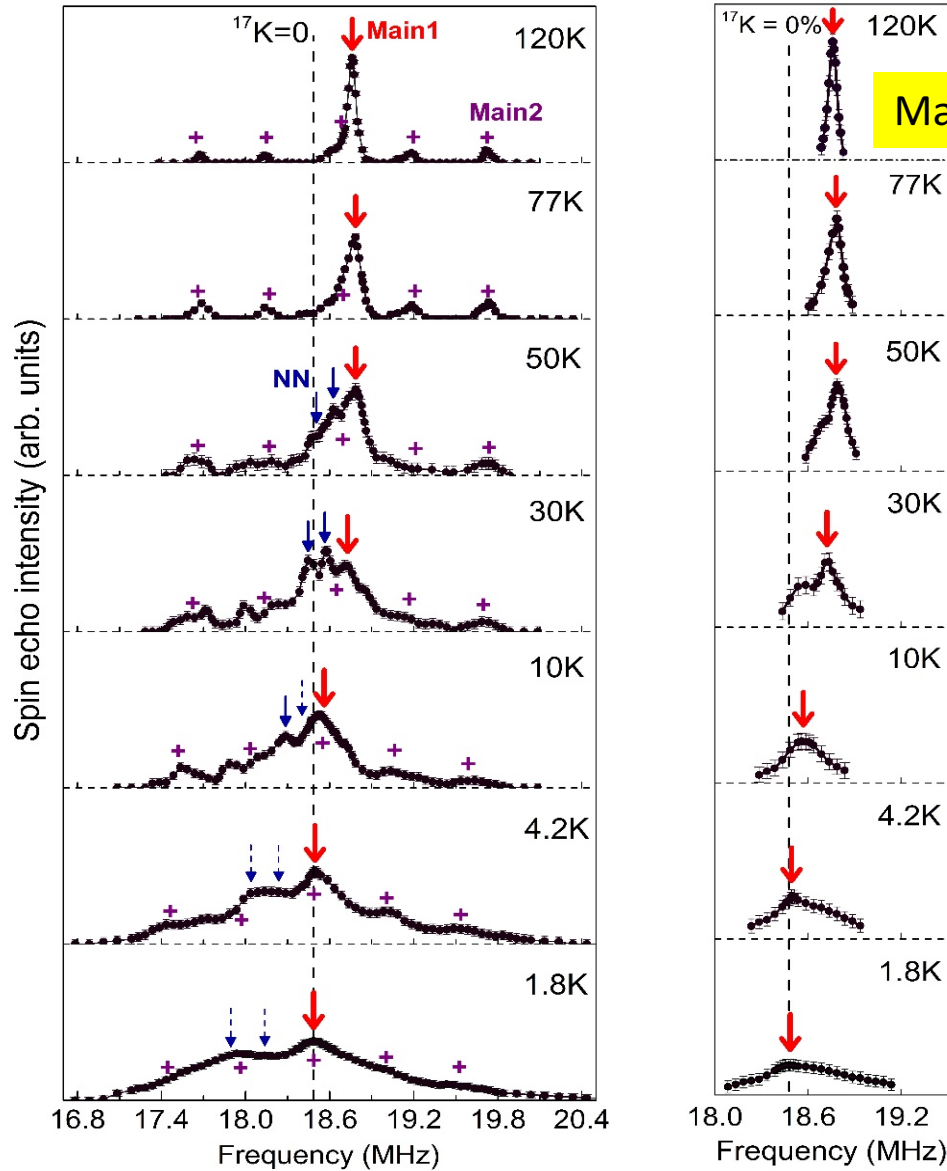 ¹⁷K=0
Main1
120K
Main2
77K
50K
NN
30K
10K
4.2K
1.8K
Spin echo intensity (arb. units)
16.8 17.4 18.0 18.6 19.2 19.8 20.4
Frequency (MHz)
¹⁷K = 0%
120K
Ma
77K
50K
30K
10K
4.2K
1.8K
18.0 18.6 19.2
Frequency (MHz)